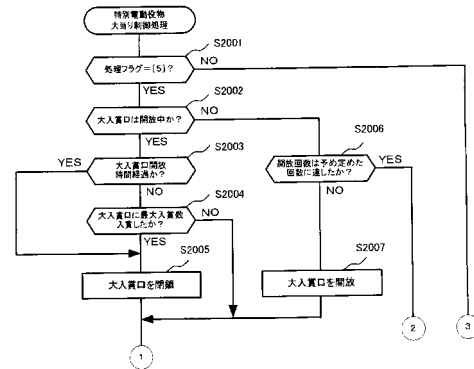 特別電動役物
大当り制御処理
S2001
処理フラグ=[5]?
NO
YES
S2002
大入賞口は開放中か?
NO
YES
S2003
大入賞口開放
時間経過か?
YES
NO
S2006
開放回数は予め定めた
回数に達したか?
YES
NO
S2004
大入賞口に最大入賞数
入賞したか?
NO
YES
S2005
大入賞口を閉鎖
S2007
大入賞口を開放
1
2
3